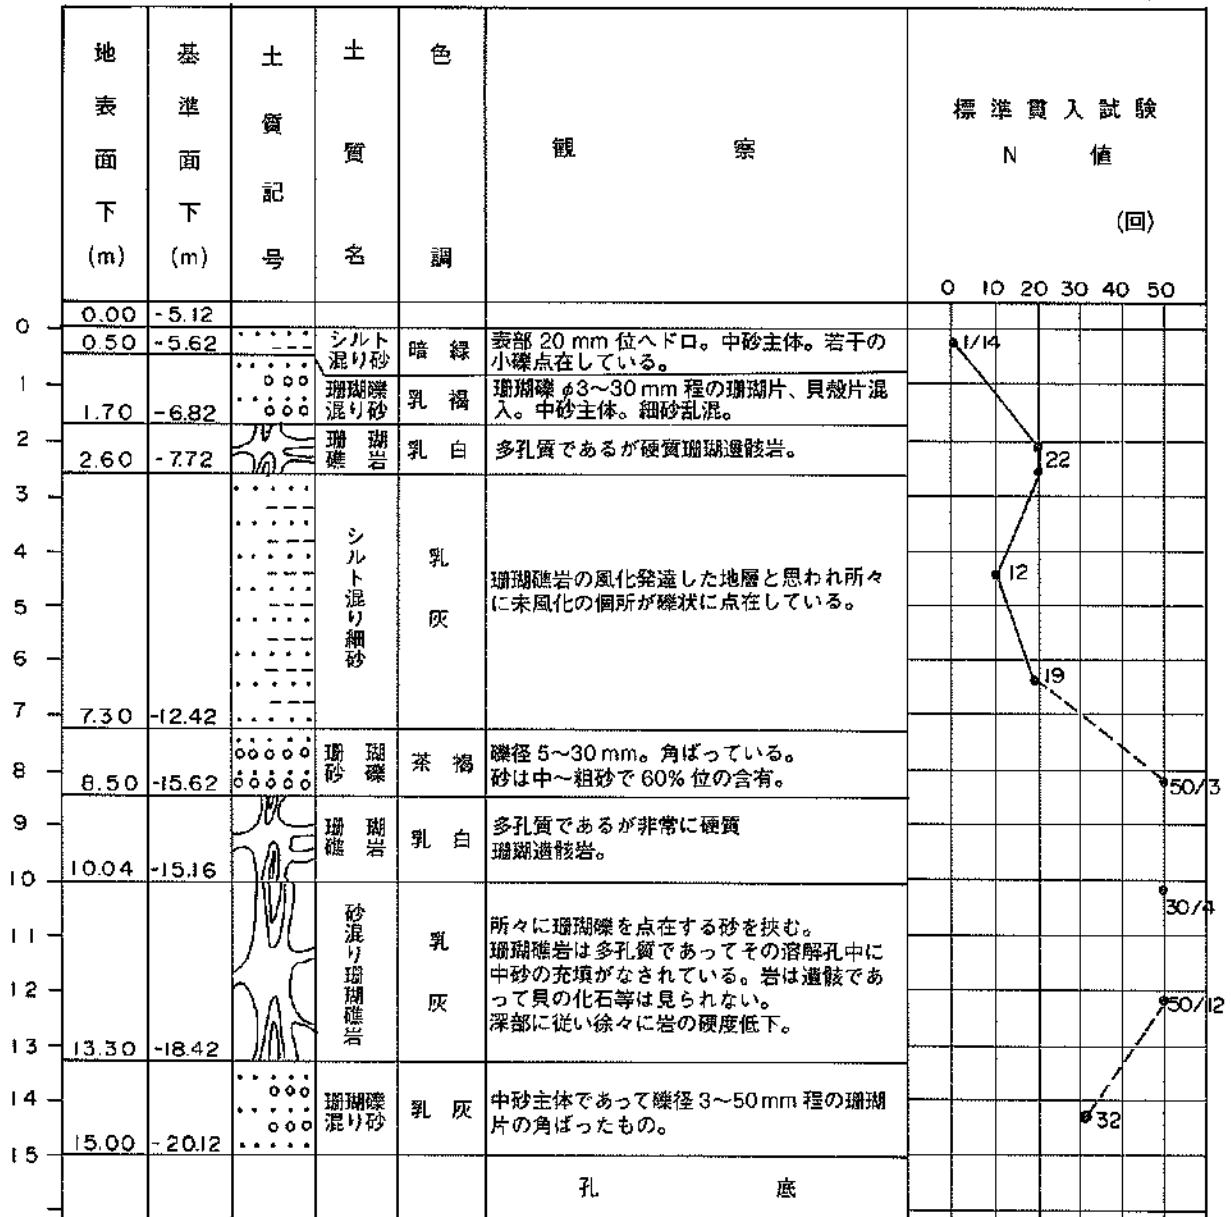 地表面下(m)
基準面下(m)
土質記号
土質名
色調
観察
標準貫入試験
N 値
(回)
0 10 20 30 40 50
0.00 -5.12
0
0.50 -5.62
シルト混り砂
暗緑
表部 20 mm 位ヘドロ。中砂主体。若干の
小礫点在している。
1/14
1
1.70 -6.82
珊瑚礫混り砂
乳褐
珊瑚礫 φ3~30 mm 程の珊瑚片、貝殻片混
入。中砂主体。細砂乱混。
2
2.60 -7.72
珊瑚礁岩
乳白
多孔質であるが硬質珊瑚遺骸岩。
22
3
4
5
6
7
7.30 -12.42
シルト混り細砂
乳灰
珊瑚礁岩の風化発達した地層と思われ所々
に未風化の個所が礫状に点在している。
12
19
8
8.50 -15.62
珊瑚砂礫
茶褐
礫径 5~30 mm。角ばっている。
砂は中~粗砂で 60% 位の含有。
50/3
9
10.04 -15.16
珊瑚礁岩
乳白
多孔質であるが非常に硬質
珊瑚遺骸岩。
10
30/4
11
12
13
13.30 -18.42
砂混り珊瑚礁岩
乳灰
所々に珊瑚礫を点在する砂を挟む。
珊瑚礁岩は多孔質であってその溶解孔中に
中砂の充填がなされている。岩は遺骸であ
って貝の化石等は見られない。
深部に従い徐々に岩の硬度低下。
50/12
14
15.00 -20.12
珊瑚礫混り砂
乳灰
中砂主体であって礫径 3~50 mm 程の珊瑚
片の角ばったもの。
32
15
孔底